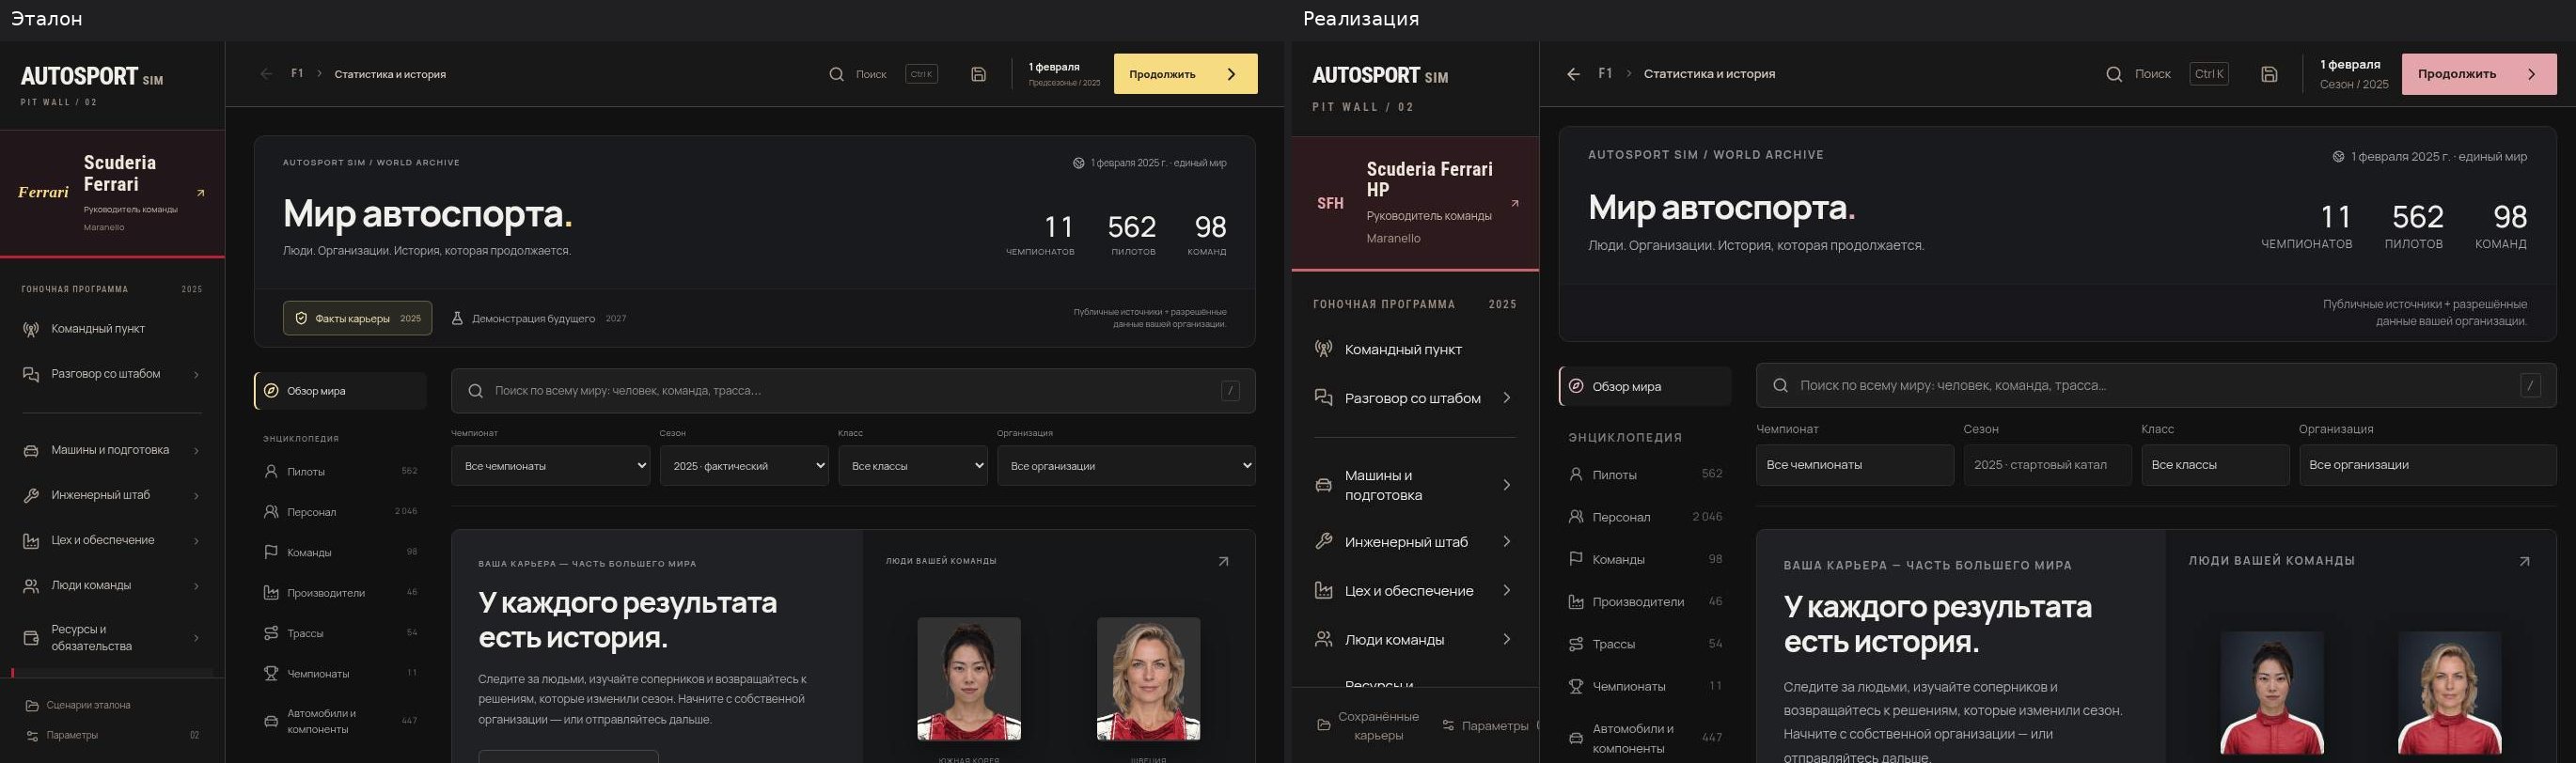 Эталон
AUTOSPORT SIM
PIT WALL / 02
Ferrari
Scuderia
Ferrari
Руководитель команды
Maranello
ГОНОЧНАЯ ПРОГРАММА 2025
Командный пункт
Разговор со штабом
Машины и подготовка
Инженерный штаб
Цех и обеспечение
Люди команды
Ресурсы и
обязательства
Сценарии эталона
Параметры 02
F1 Статистика и история
Поиск Ctrl K
1 февраля
Предсезонье / 2025
Продолжить
AUTOSPORT SIM / WORLD ARCHIVE
1 февраля 2025 г. · единый мир
Мир автоспорта.
Люди. Организации. История, которая продолжается.
11 562 98
ЧЕМПИОНАТОВ ПИЛОТОВ КОМАНД
Факты карьеры 2025
Демонстрация будущего 2027
Публичные источники + разрешённые
данные вашей организации.
Обзор мира
ЭНЦИКЛОПЕДИЯ
Пилоты 562
Персонал 2 046
Команды 98
Производители 46
Трассы 54
Чемпионаты 11
Автомобили и
компоненты 447
Поиск по всему миру: человек, команда, трасса... /
Чемпионат Сезон Класс Организация
Все чемпионаты 2025 · фактический Все классы Все организации
ВАША КАРЬЕРА — ЧАСТЬ БОЛЬШЕГО МИРА
У каждого результата
есть история.
Следите за людьми, изучайте соперников и возвращайтесь к
решениям, которые изменили сезон. Начните с собственной
организации — или отправляйтесь дальше.
ЛЮДИ ВАШЕЙ КОМАНДЫ
ЮЖНАЯ КОРЕЯ ШВЕЦИЯ
Реализация
AUTOSPORT SIM
PIT WALL / 02
SFH
Scuderia Ferrari
HP
Руководитель команды
Maranello
ГОНОЧНАЯ ПРОГРАММА 2025
Командный пункт
Разговор со штабом
Машины и
подготовка
Инженерный штаб
Цех и обеспечение
Люди команды
Ресурсы и
Сохранённые
карьеры
Параметры
F1 Статистика и история
Поиск Ctrl K
1 февраля
Сезон / 2025
Продолжить
AUTOSPORT SIM / WORLD ARCHIVE
1 февраля 2025 г. · единый мир
Мир автоспорта.
Люди. Организации. История, которая продолжается.
11 562 98
ЧЕМПИОНАТОВ ПИЛОТОВ КОМАНД
Публичные источники + разрешённые
данные вашей организации.
Обзор мира
ЭНЦИКЛОПЕДИЯ
Пилоты 562
Персонал 2 046
Команды 98
Производители 46
Трассы 54
Чемпионаты 11
Автомобили и
компоненты 447
Поиск по всему миру: человек, команда, трасса... /
Чемпионат Сезон Класс Организация
Все чемпионаты 2025 · стартовый катал Все классы Все организации
ВАША КАРЬЕРА — ЧАСТЬ БОЛЬШЕГО МИРА
У каждого результата
есть история.
Следите за людьми, изучайте соперников и
возвращайтесь к решениям, которые изменили сезон.
Начните с собственной организации — или
отправляйтесь дальше.
ЛЮДИ ВАШЕЙ КОМАНДЫ